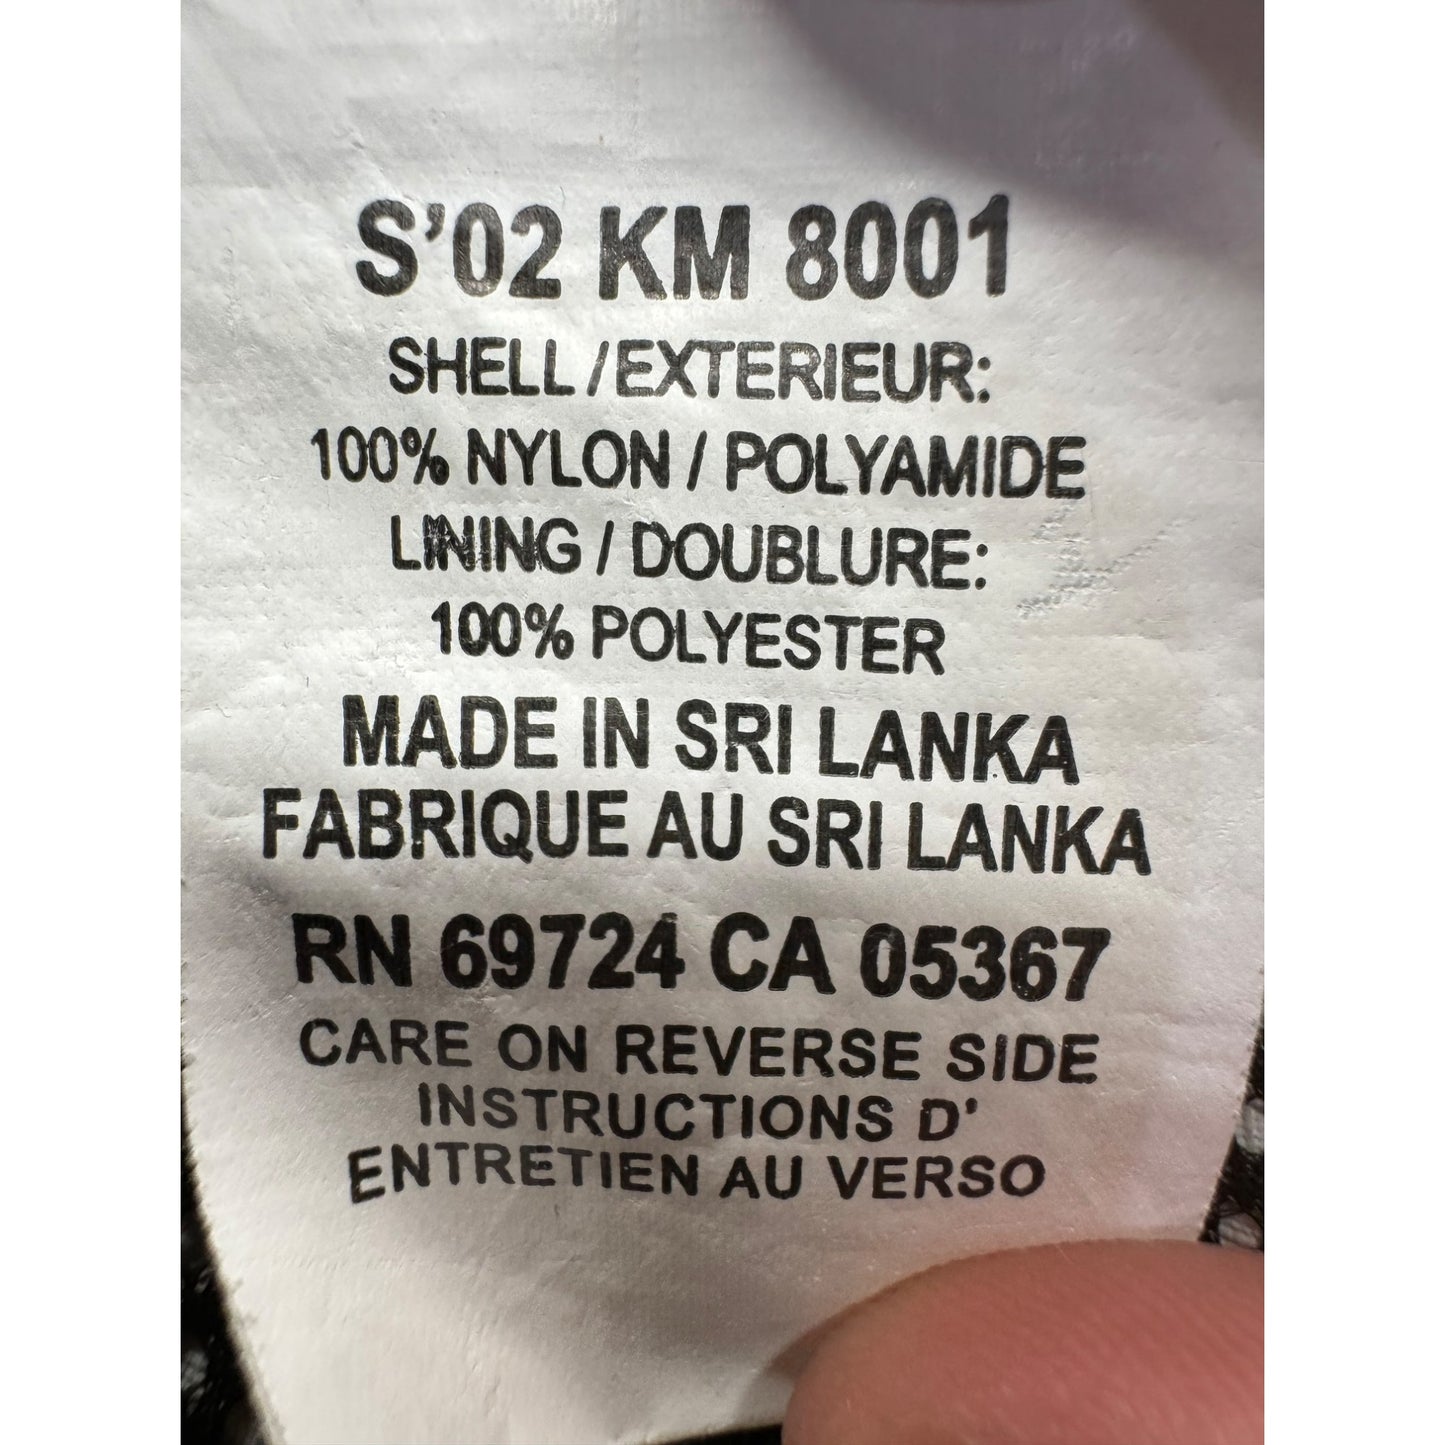 S'02 KM 8001
SHELL / EXTERIEUR:
100% NYLON / POLYAMIDE
LINING / DOUBLURE:
100% POLYESTER
MADE IN SRI LANKA
FABRIQUE AU SRI LANKA
RN 69724 CA 05367
CARE ON REVERSE SIDE
INSTRUCTIONS D'
ENTRETIEN AU VERSO